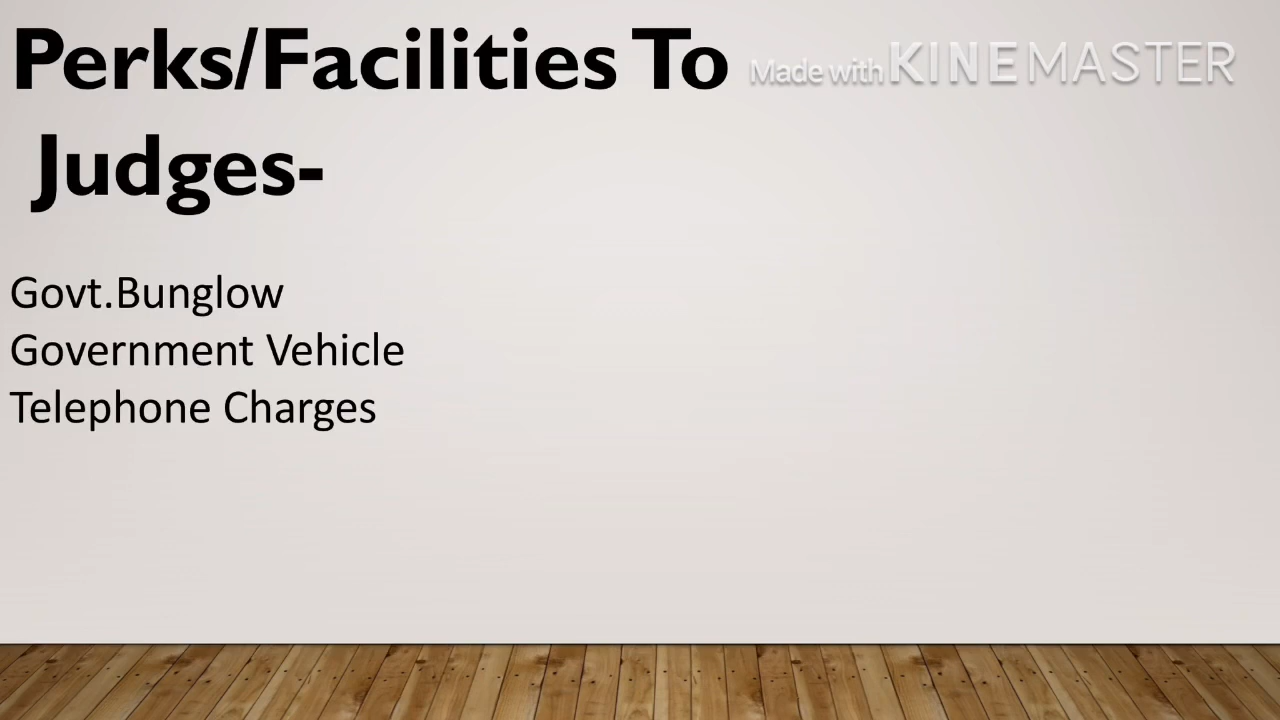 Perks/Facilities To
Made with KINEMASTER
Judges-
Govt.Bunglow
Government Vehicle
Telephone Charges